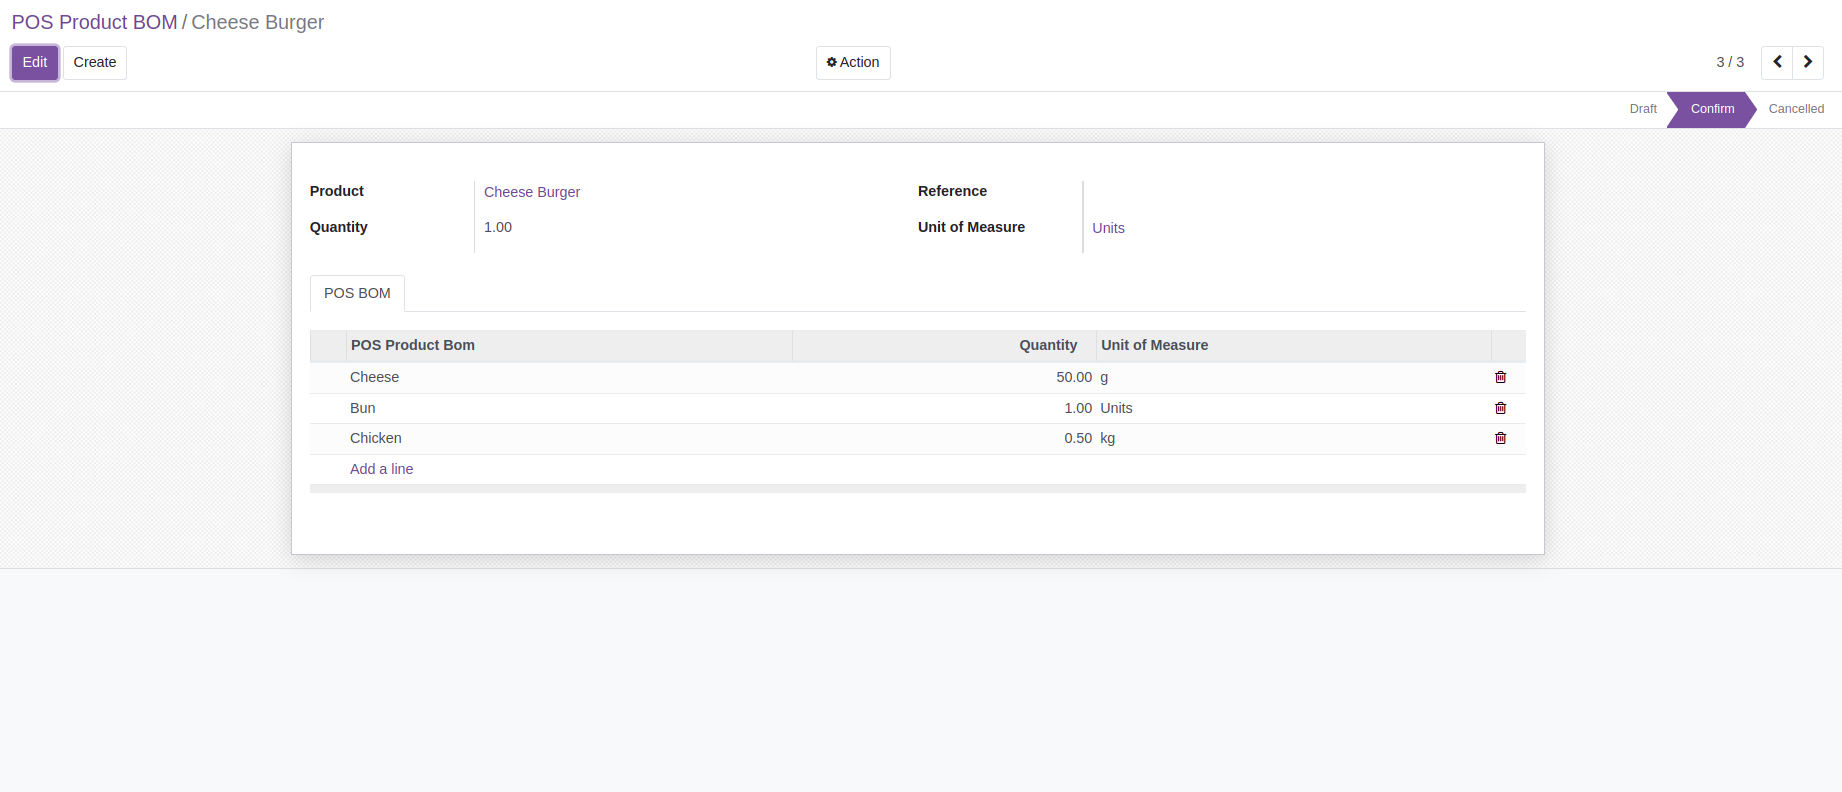 POS Product BOM / Cheese Burger
Edit Create Action 3 / 3
Draft Confirm Cancelled
Product Cheese Burger Reference
Quantity 1.00 Unit of Measure Units
POS BOM
POS Product Bom Quantity Unit of Measure
Cheese 50.00 g
Bun 1.00 Units
Chicken 0.50 kg
Add a line